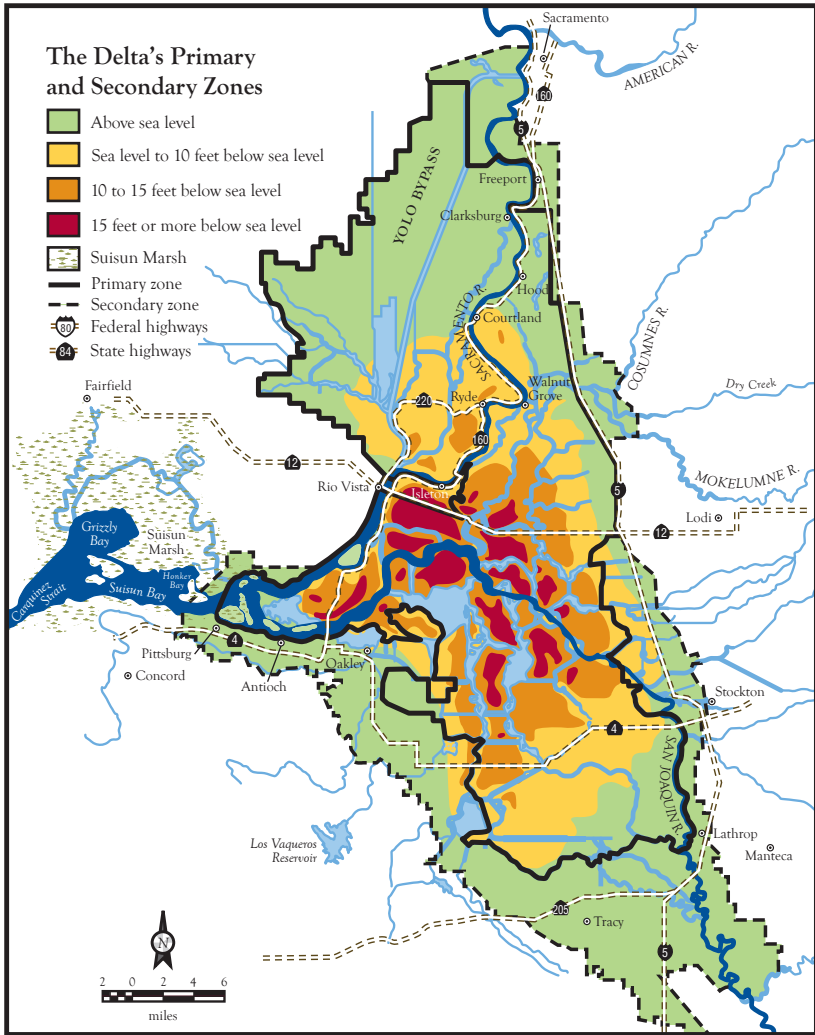 The Delta's Primary
and Secondary Zones
Above sea level
Sea level to 10 feet below sea level
10 to 15 feet below sea level
15 feet or more below sea level
Suisun Marsh
Primary zone
Secondary zone
80 Federal highways
84 State highways
Sacramento
AMERICAN R.
160
5
Freeport
YOLO BYPASS
Clarksburg
Hood
SACRAMENTO R.
Courtland
COSUMNES R.
Walnut
Grove
Ryde
220
Dry Creek
Fairfield
160
12
MOKELUMNE R.
Rio Vista
Isleton
5
Lodi
12
Grizzly
Bay
Suisun
Marsh
Honker
Bay
Suisun Bay
Carquinez
Strait
Pittsburg
4
Concord
Antioch
Oakley
Stockton
4
SAN JOAQUIN R.
Los Vaqueros
Reservoir
Lathrop
Manteca
205
Tracy
5
N
2 0 2 4 6
miles